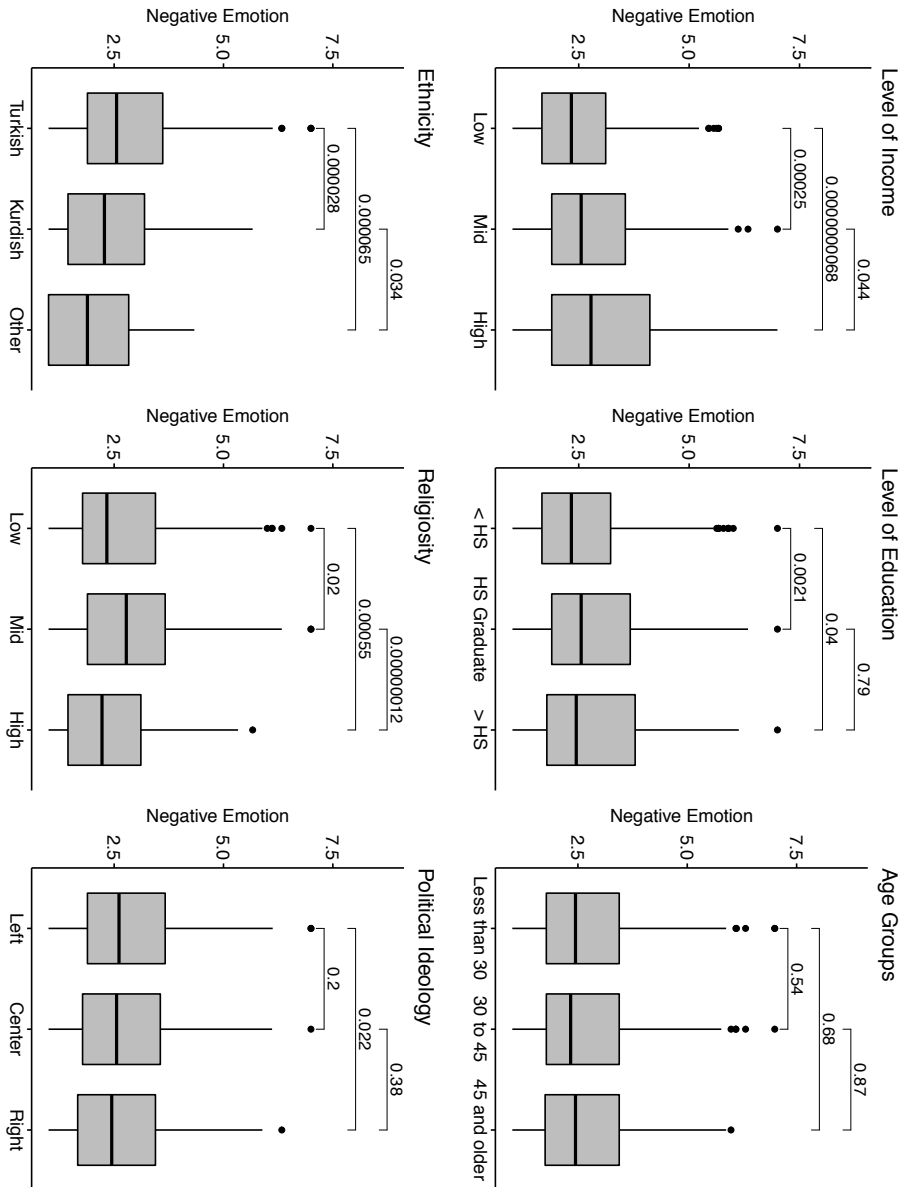 Level of Income
0.044
0.0000000068
0.00025
7.5
5.0
2.5
Negative Emotion
Low Mid High
Level of Education
0.79
0.04
0.0021
7.5
5.0
2.5
Negative Emotion
< HS HS Graduate > HS
Age Groups
0.87
0.68
0.54
7.5
5.0
2.5
Negative Emotion
Less than 30 30 to 45 45 and older
Ethnicity
0.034
0.000065
0.000028
7.5
5.0
2.5
Negative Emotion
Turkish Kurdish Other
Religiosity
0.00000012
0.00055
0.02
7.5
5.0
2.5
Negative Emotion
Low Mid High
Political Ideology
0.38
0.022
0.2
7.5
5.0
2.5
Negative Emotion
Left Center Right